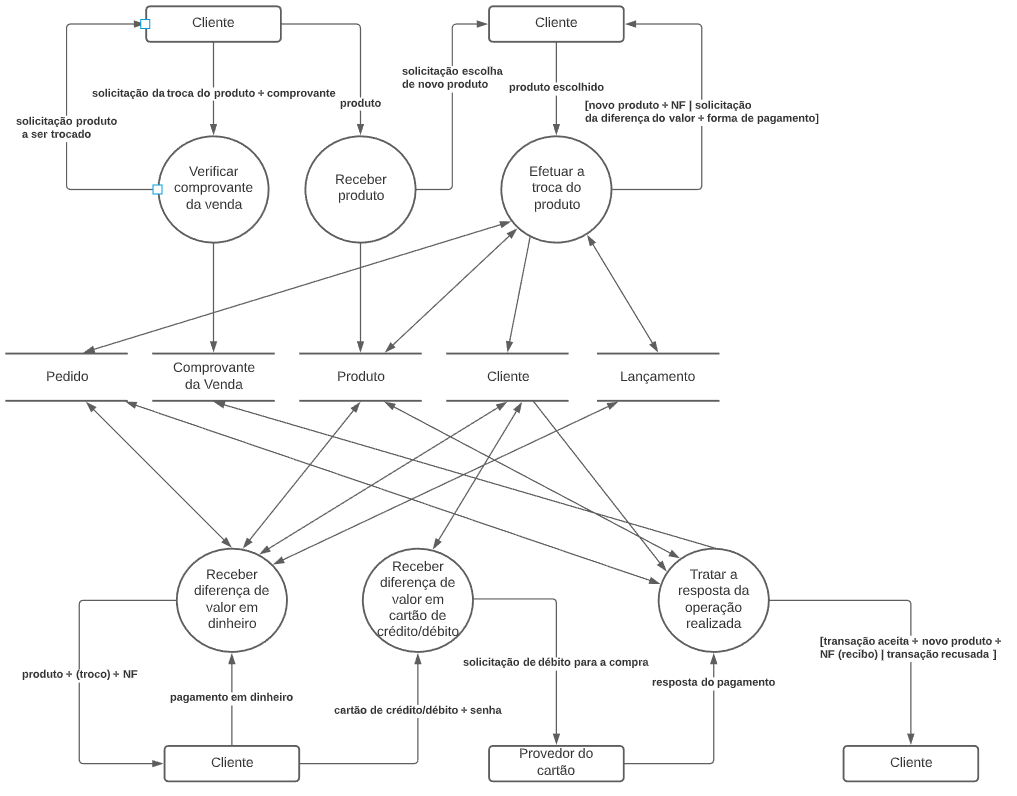 Cliente
Cliente
solicitação escolha
de novo produto
produto escolhido
solicitação da troca do produto + comprovante
produto
[novo produto + NF | solicitação
da diferença do valor + forma de pagamento]
solicitação produto
a ser trocado
Verificar
comprovante
da venda
Receber
produto
Efetuar a
troca do
produto
Pedido
Comprovante
da Venda
Produto
Cliente
Lançamento
Receber
diferença de
valor em
dinheiro
Receber
diferença de
valor em
cartão de
crédito/débito
Tratar a
resposta da
operação
realizada
[transação aceita + novo produto +
NF (recibo) | transação recusada ]
solicitação de débito para a compra
produto + (troco) + NF
resposta do pagamento
pagamento em dinheiro
cartão de crédito/débito + senha
Cliente
Provedor do
cartão
Cliente